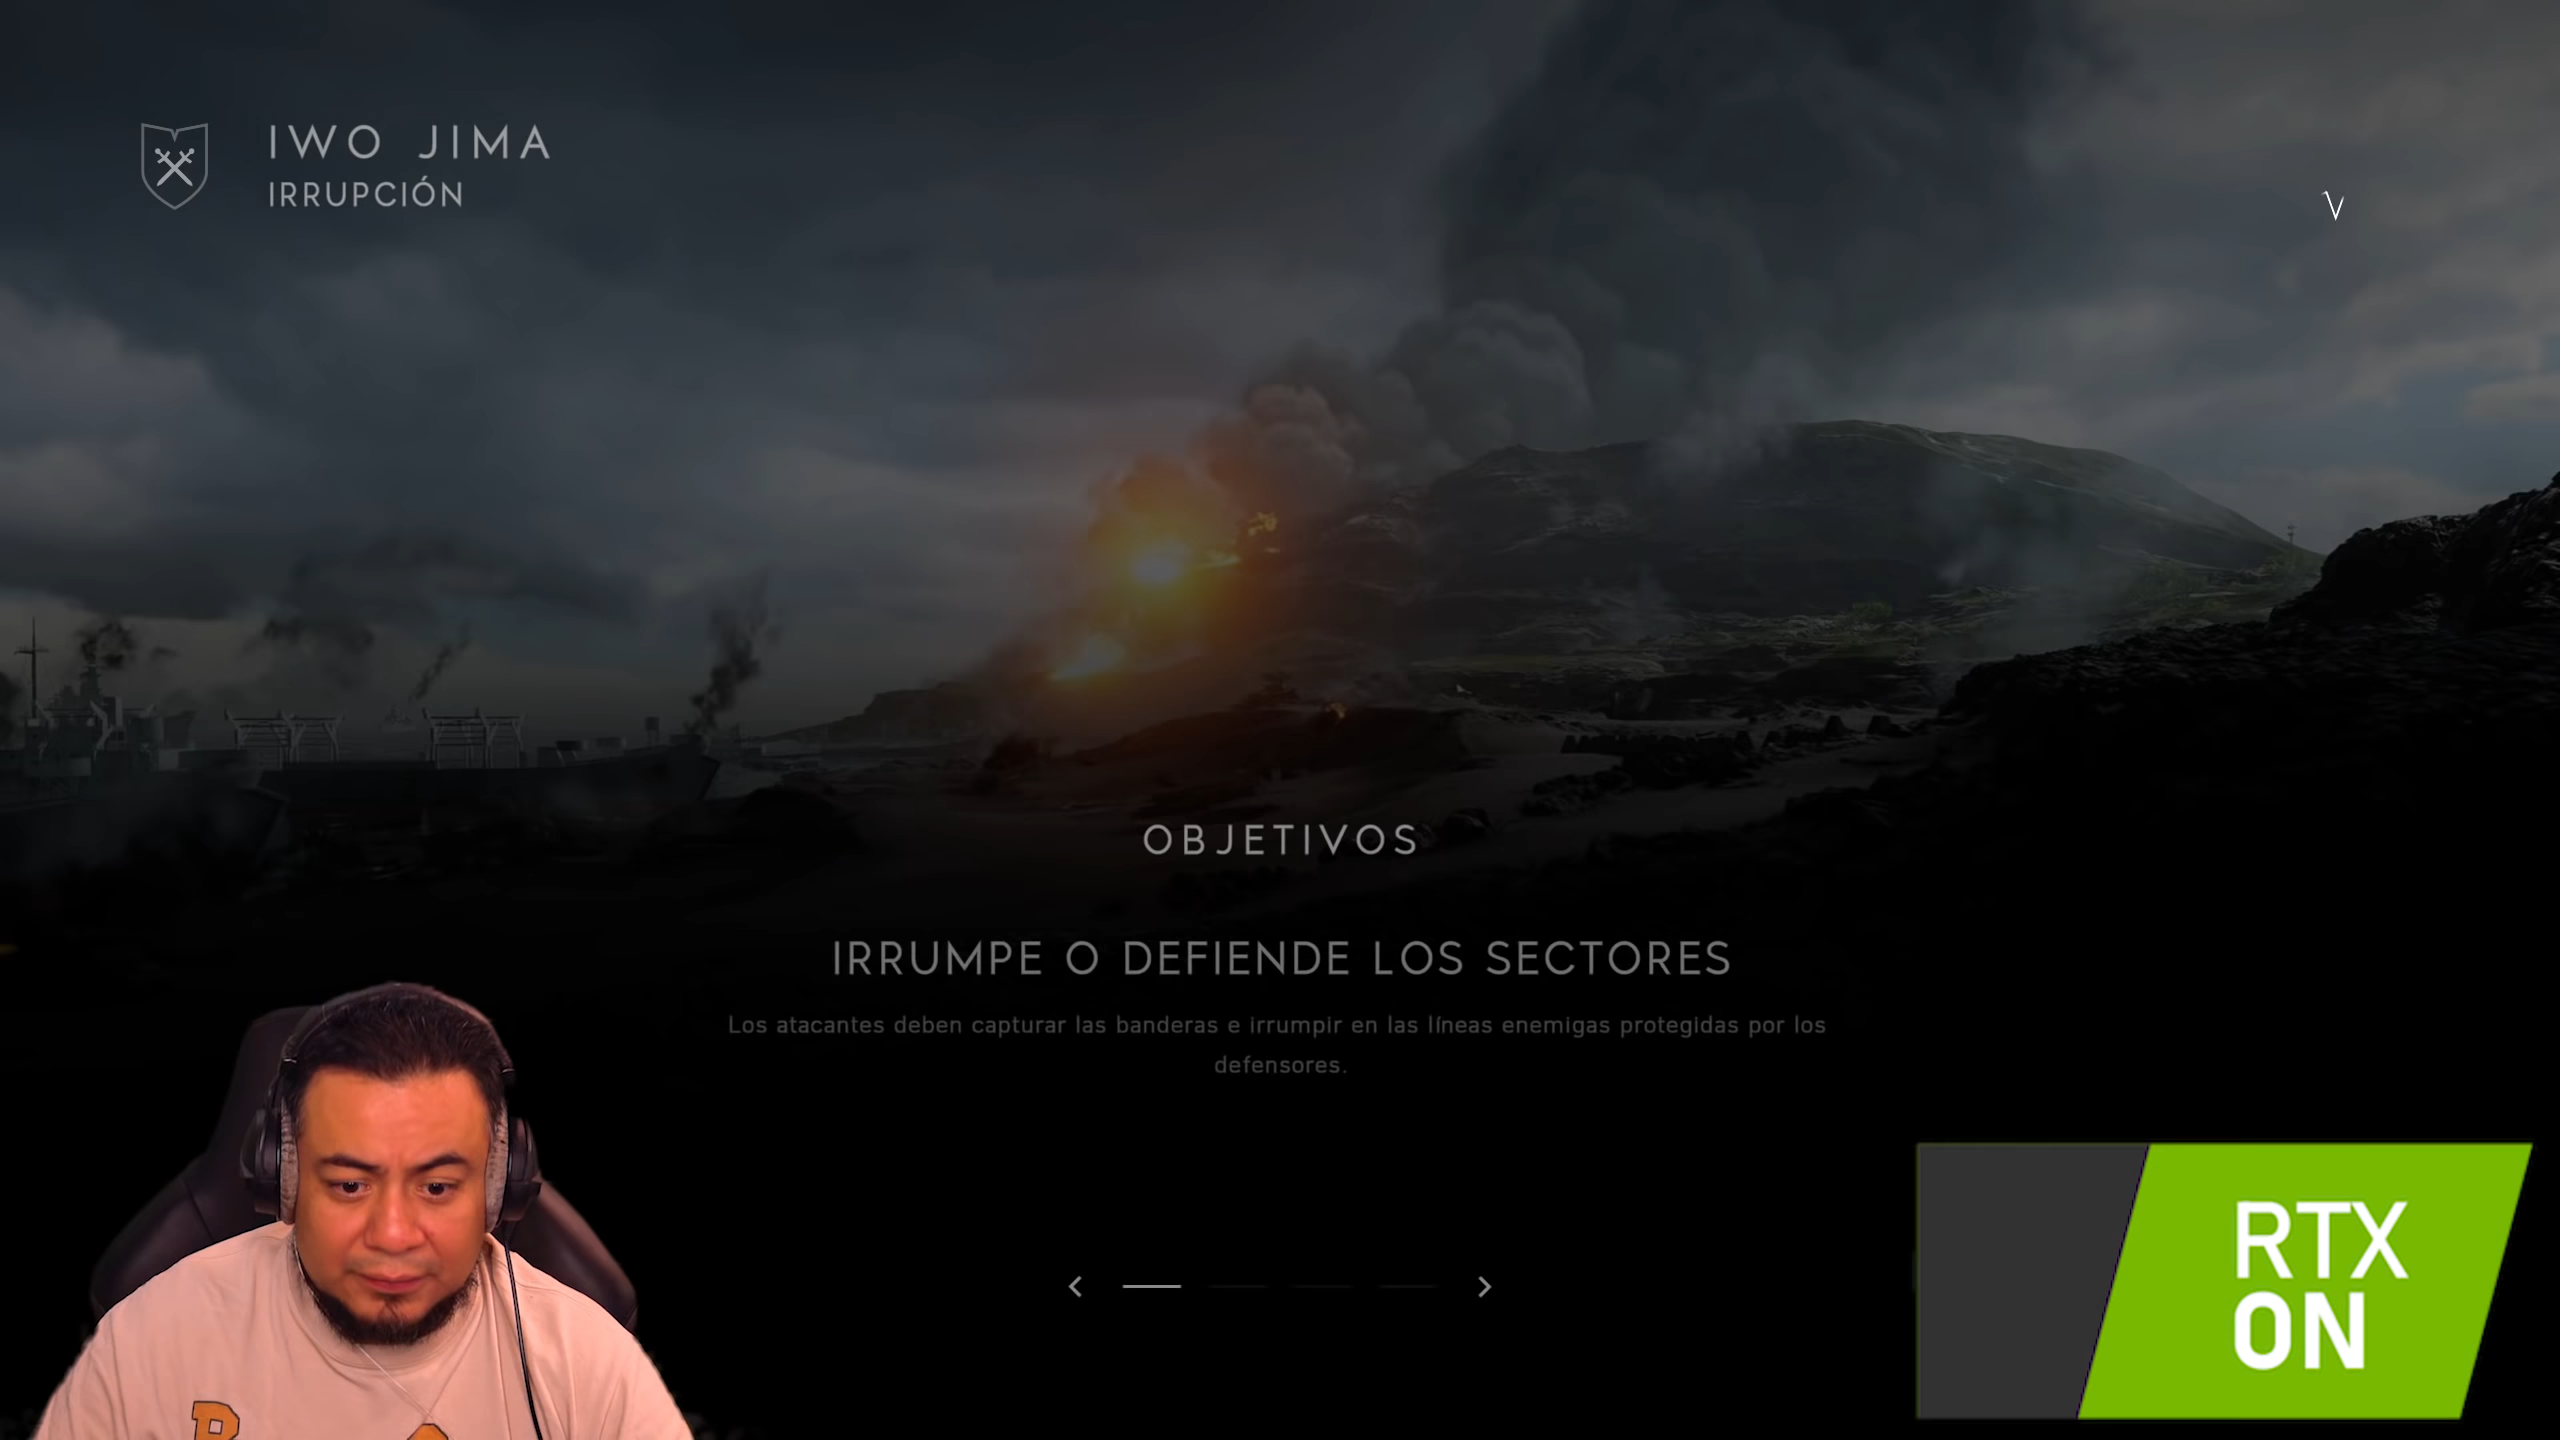 IWO JIMA
IRRUPCIÓN
OBJETIVOS
IRRUMPE O DEFIENDE LOS SECTORES
Los atacantes deben capturar las banderas e irrumpir en las líneas enemigas protegidas por los
defensores.
RTX
ON